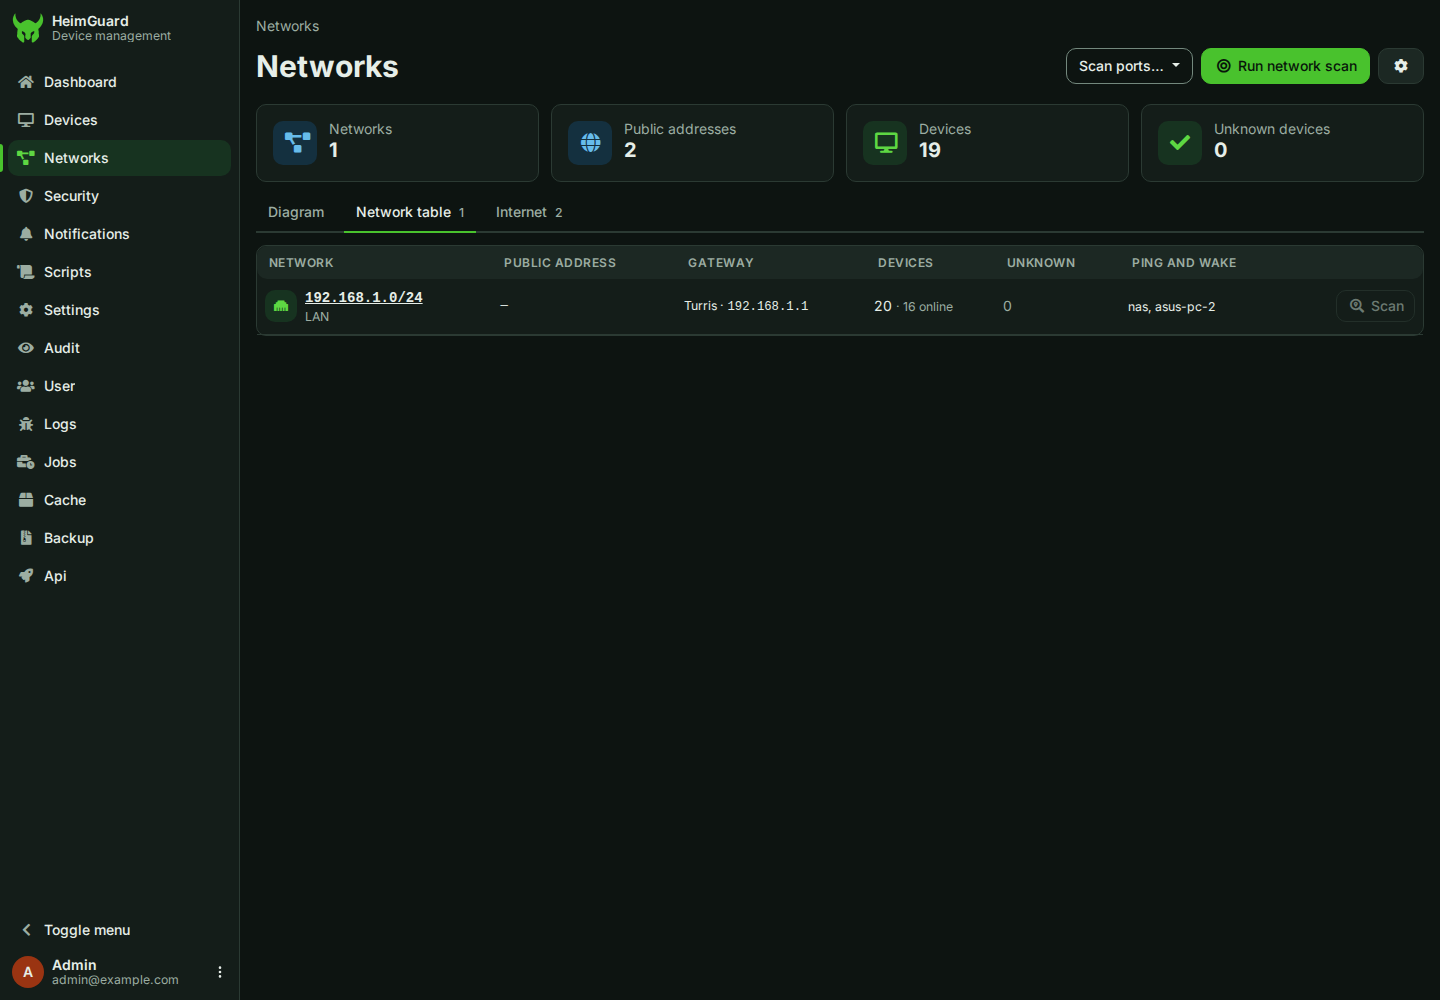 HeimGuard
Device management
Dashboard
Devices
Networks
Security
Notifications
Scripts
Settings
Audit
User
Logs
Jobs
Cache
Backup
Api
Toggle menu
A
Admin
admin@example.com
Networks
Networks
Scan ports...
Run network scan
Networks
1
Public addresses
2
Devices
19
Unknown devices
0
Diagram
Network table 1
Internet 2
NETWORK PUBLIC ADDRESS GATEWAY DEVICES UNKNOWN PING AND WAKE
192.168.1.0/24 – Turris · 192.168.1.1 20 · 16 online 0 nas, asus-pc-2 Scan
LAN